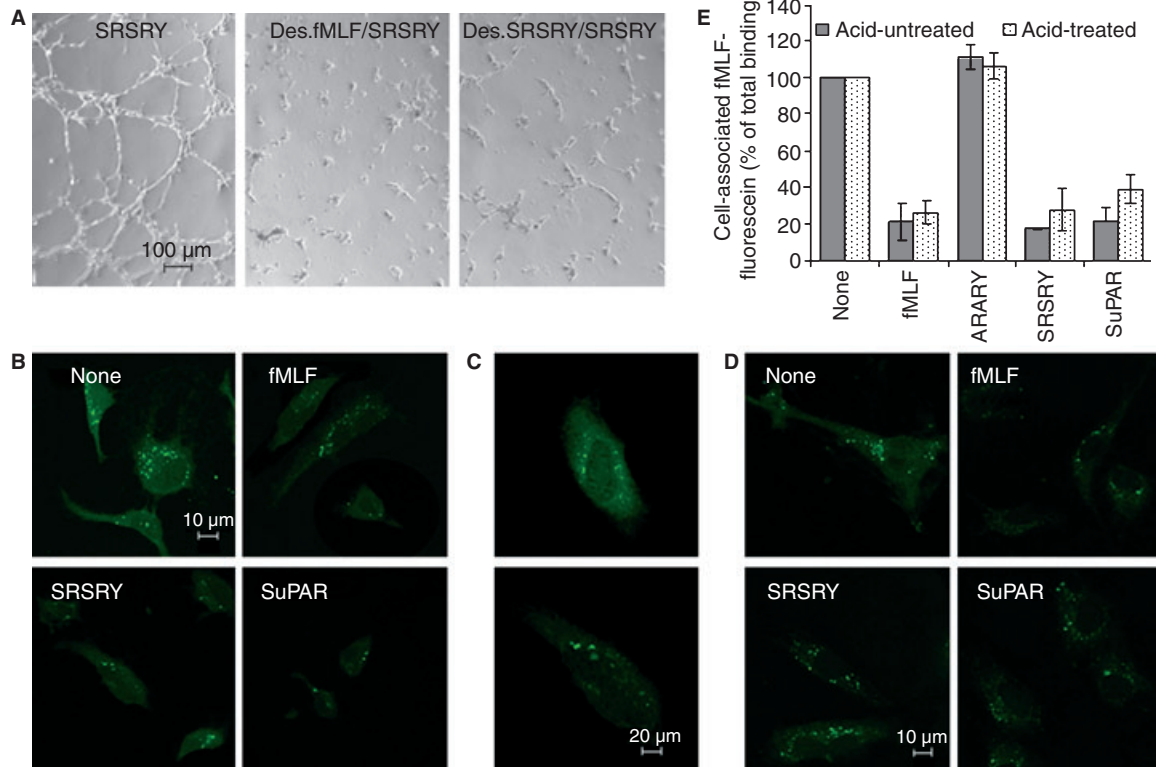 A
SRSRY
Des.fMLF/SRSRY
Des.SRSRY/SRSRY
100 µm
E
Cell-associated fMLF-
fluorescein (% of total binding)
140
120
100
80
60
40
20
0
Acid-untreated
Acid-treated
None
fMLF
ARARY
SRSRY
SuPAR
B
None
10 µm
fMLF
SRSRY
SuPAR
C
20 µm
D
None
fMLF
SRSRY
10 µm
SuPAR